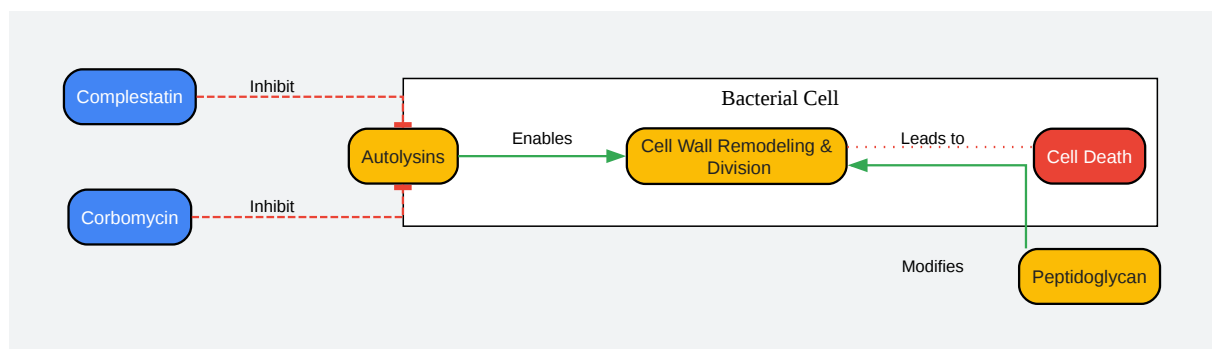 Complestatin
Inhibit
Bacterial Cell
Autolysins
Enables
Cell Wall Remodeling &
Division
Leads to
Cell Death
Corbomycin
Inhibit
Modifies
Peptidoglycan